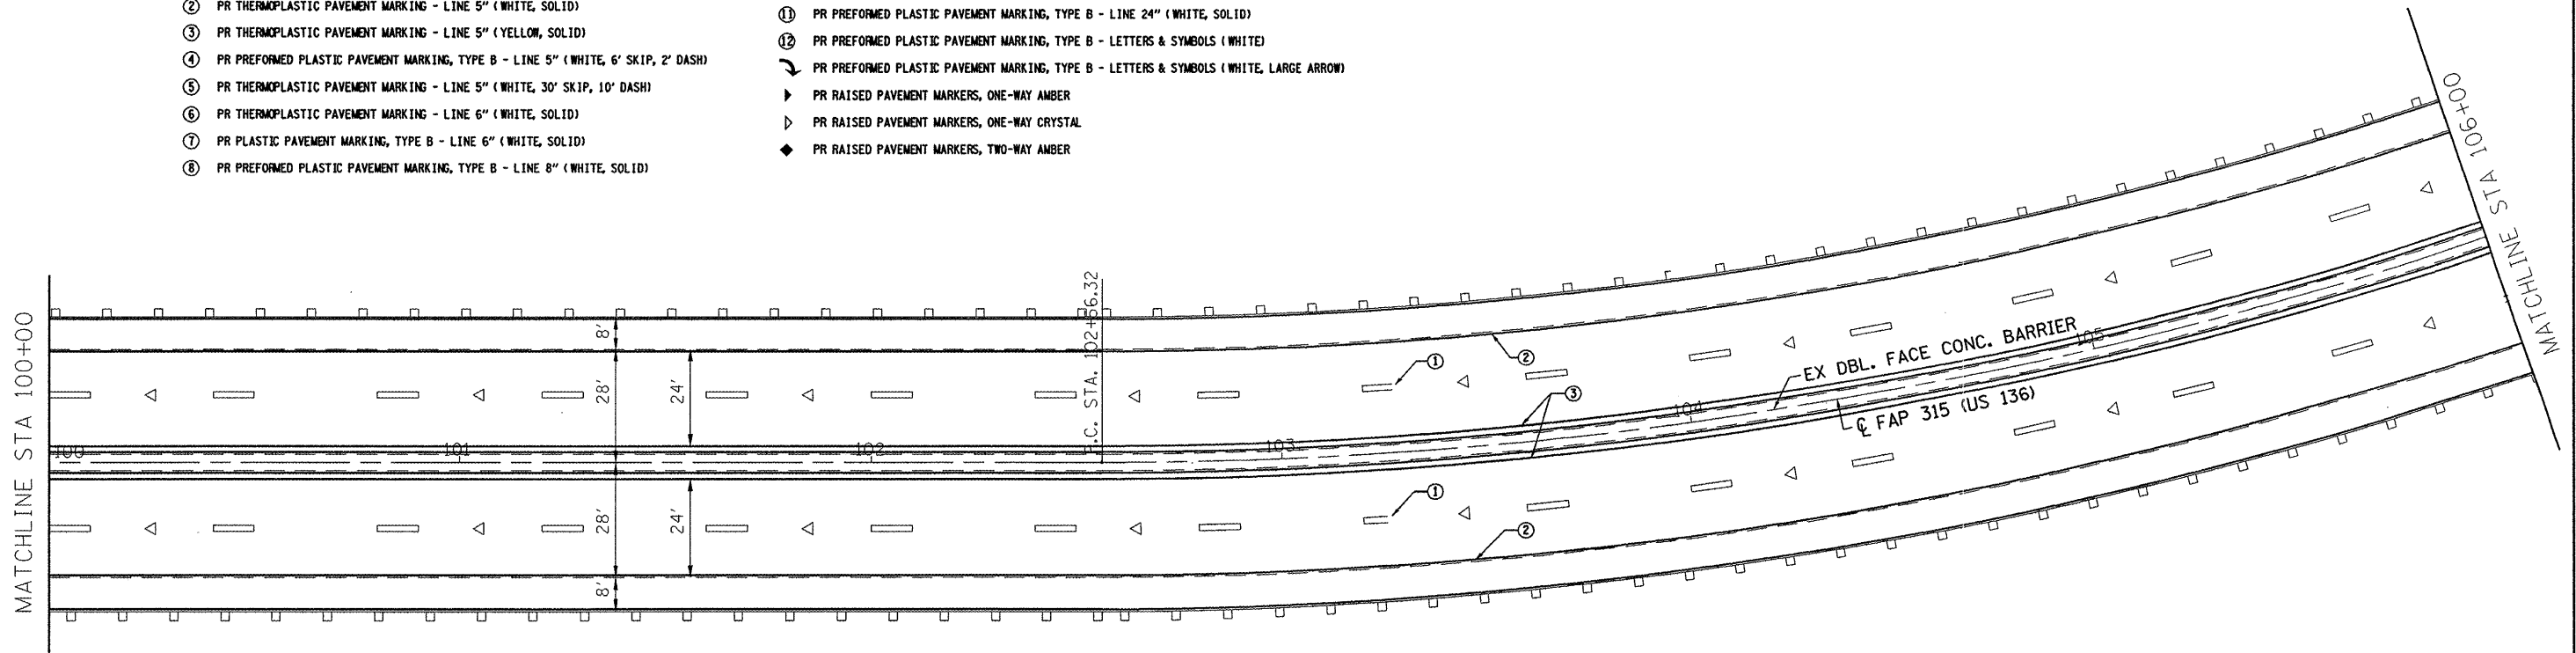 ② PR THERMOPLASTIC PAVEMENT MARKING - LINE 5" (WHITE, SOLID)
③ PR THERMOPLASTIC PAVEMENT MARKING - LINE 5" (YELLOW, SOLID)
④ PR PREFORMED PLASTIC PAVEMENT MARKING, TYPE B - LINE 5" (WHITE, 6' SKIP, 2' DASH)
⑤ PR THERMOPLASTIC PAVEMENT MARKING - LINE 5" (WHITE, 30' SKIP, 10' DASH)
⑥ PR THERMOPLASTIC PAVEMENT MARKING - LINE 6" (WHITE, SOLID)
⑦ PR PLASTIC PAVEMENT MARKING, TYPE B - LINE 6" (WHITE, SOLID)
⑧ PR PREFORMED PLASTIC PAVEMENT MARKING, TYPE B - LINE 8" (WHITE, SOLID)
⑪ PR PREFORMED PLASTIC PAVEMENT MARKING, TYPE B - LINE 24" (WHITE, SOLID)
⑫ PR PREFORMED PLASTIC PAVEMENT MARKING, TYPE B - LETTERS & SYMBOLS (WHITE)
PR PREFORMED PLASTIC PAVEMENT MARKING, TYPE B - LETTERS & SYMBOLS (WHITE, LARGE ARROW)
PR RAISED PAVEMENT MARKERS, ONE-WAY AMBER
PR RAISED PAVEMENT MARKERS, ONE-WAY CRYSTAL
PR RAISED PAVEMENT MARKERS, TWO-WAY AMBER
MATCHLINE STA 100+00
8'
28'
24'
28'
24'
8'
100
101
102
P.C. STA. 102+56.32
103
104
105
①
②
③
①
②
EX DBL. FACE CONC. BARRIER
℄ FAP 315 (US 136)
MATCHLINE STA 106+00